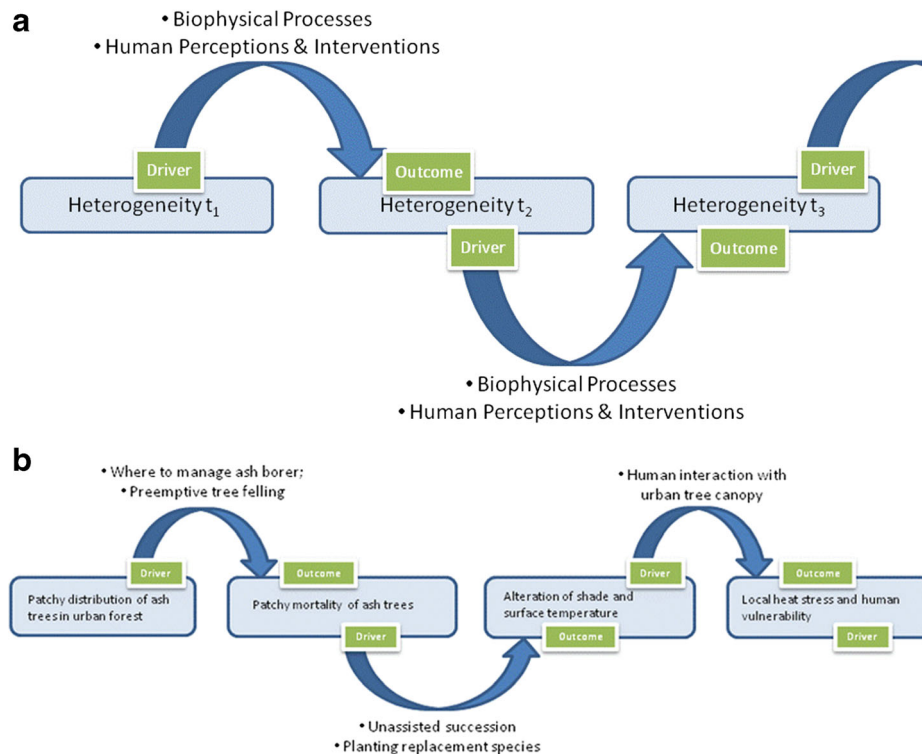 a
• Biophysical Processes
• Human Perceptions & Interventions
Driver
Outcome
Driver
Heterogeneity t₁
Heterogeneity t₂
Heterogeneity t₃
Driver
Outcome
• Biophysical Processes
• Human Perceptions & Interventions
b
• Where to manage ash borer;
• Preemptive tree felling
• Human interaction with
urban tree canopy
Driver
Outcome
Driver
Outcome
Patchy distribution of ash
trees in urban forest
Patchy mortality of ash trees
Alteration of shade and
surface temperature
Local heat stress and human
vulnerability
Driver
Outcome
Driver
• Unassisted succession
• Planting replacement species